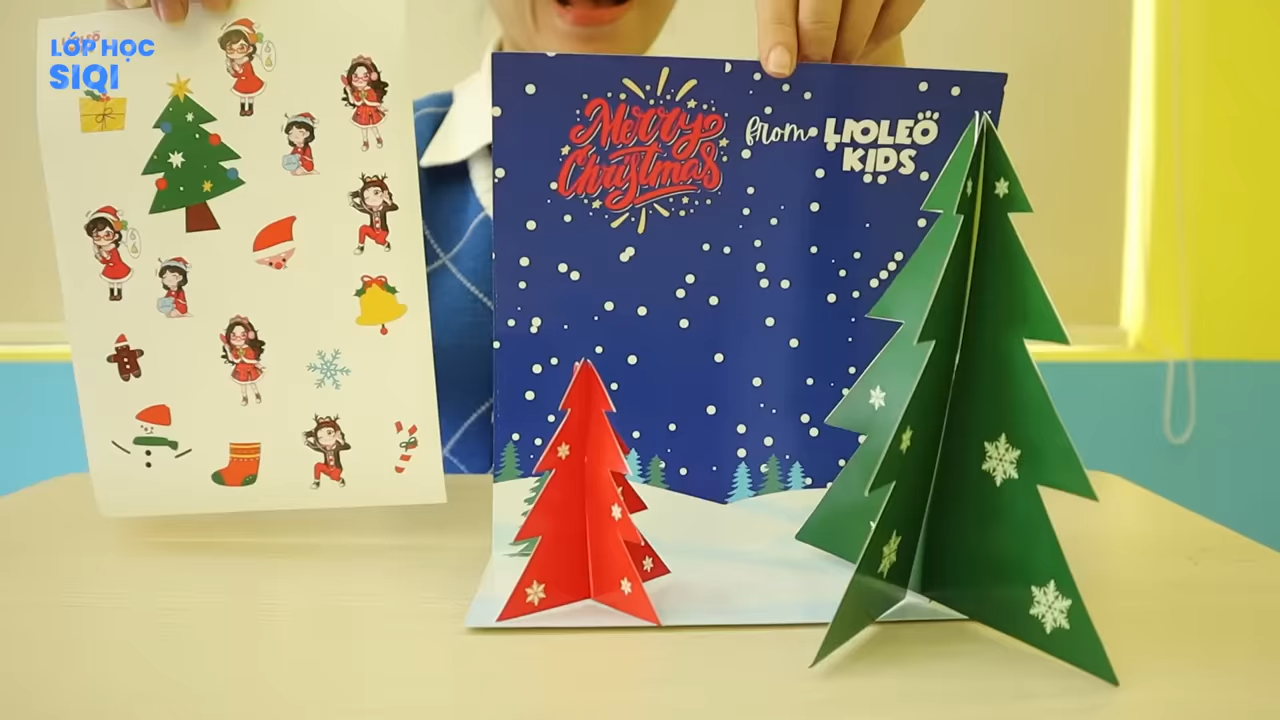 LỚP HỌC
SIQI
Merry
Christmas
from LIOLEO
KIDS